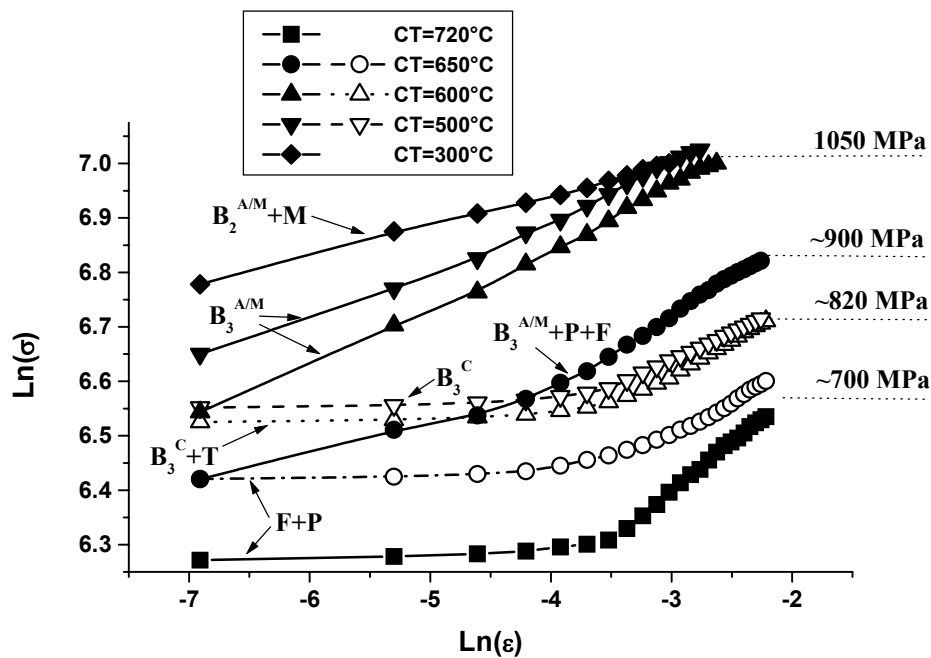 CT=720°C
CT=650°C
CT=600°C
CT=500°C
CT=300°C
1050 MPa
7.0
B₂ᴬ/ᴹ+M
6.9
~900 MPa
6.8
B₃ᴬ/ᴹ
~820 MPa
B₃ᴬ/ᴹ+P+F
6.7
B₃ᶜ
~700 MPa
6.6
6.5
B₃ᶜ+T
6.4
F+P
6.3
Ln(σ)
-7 -6 -5 -4 -3 -2
Ln(ε)